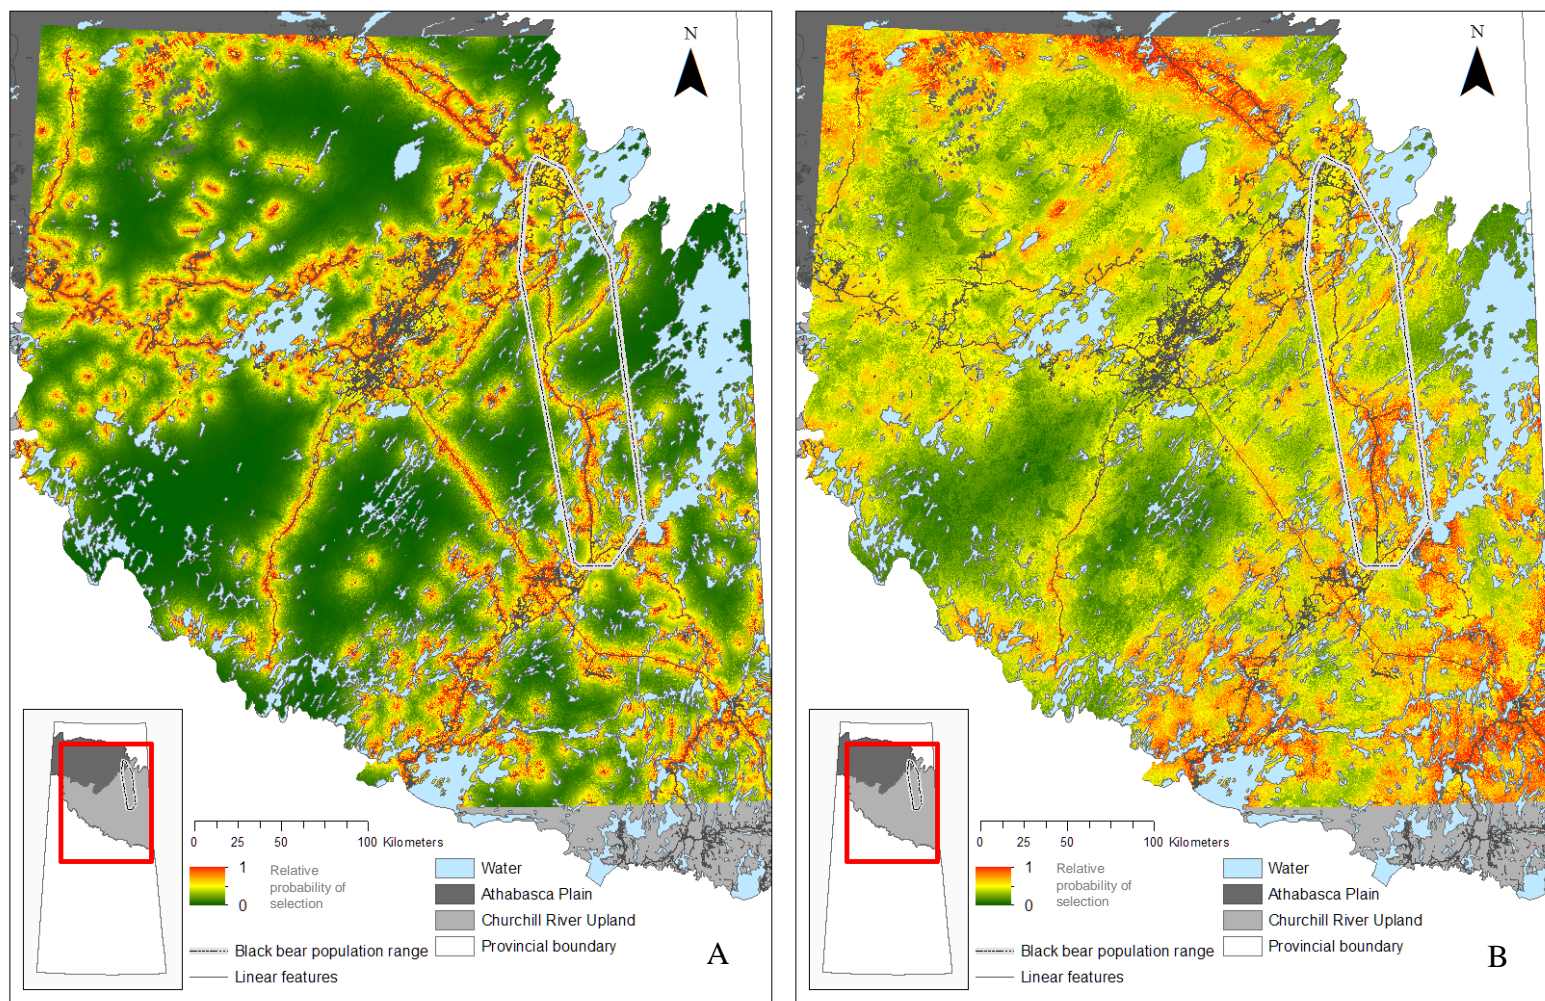 N
0 25 50 100 Kilometers
1
0
Relative
probability of
selection
Water
Athabasca Plain
Churchill River Upland
Provincial boundary
Black bear population range
Linear features
A
N
0 25 50 100 Kilometers
1
0
Relative
probability of
selection
Water
Athabasca Plain
Churchill River Upland
Provincial boundary
Black bear population range
Linear features
B